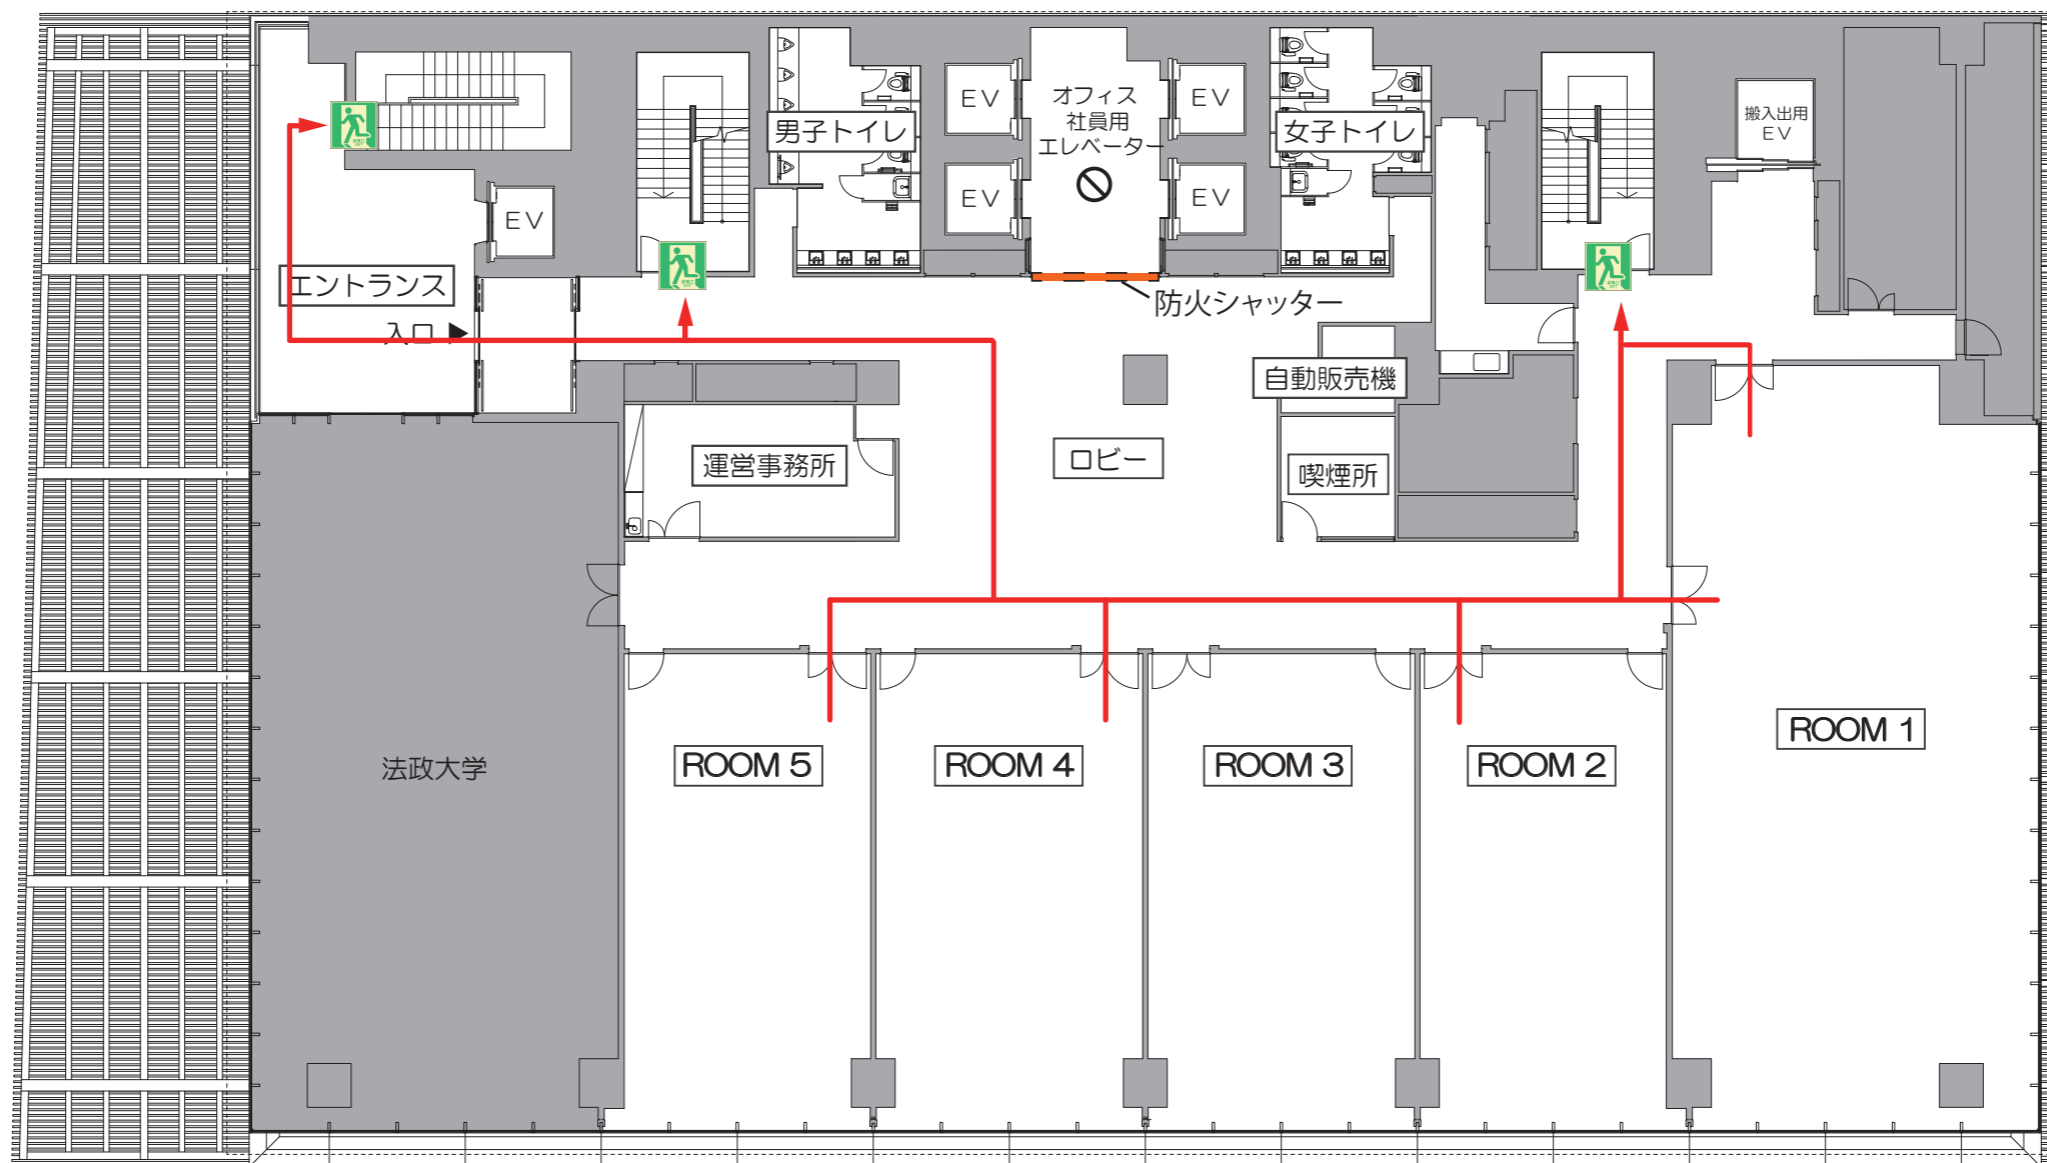 EV
オフィス
社員用
エレベーター
EV
搬入出用
EV
男子トイレ
女子トイレ
EV
EV
EV
エントランス
防火シャッター
入口 ▶
自動販売機
ロビー
運営事務所
喫煙所
ROOM 1
法政大学
ROOM 5
ROOM 4
ROOM 3
ROOM 2